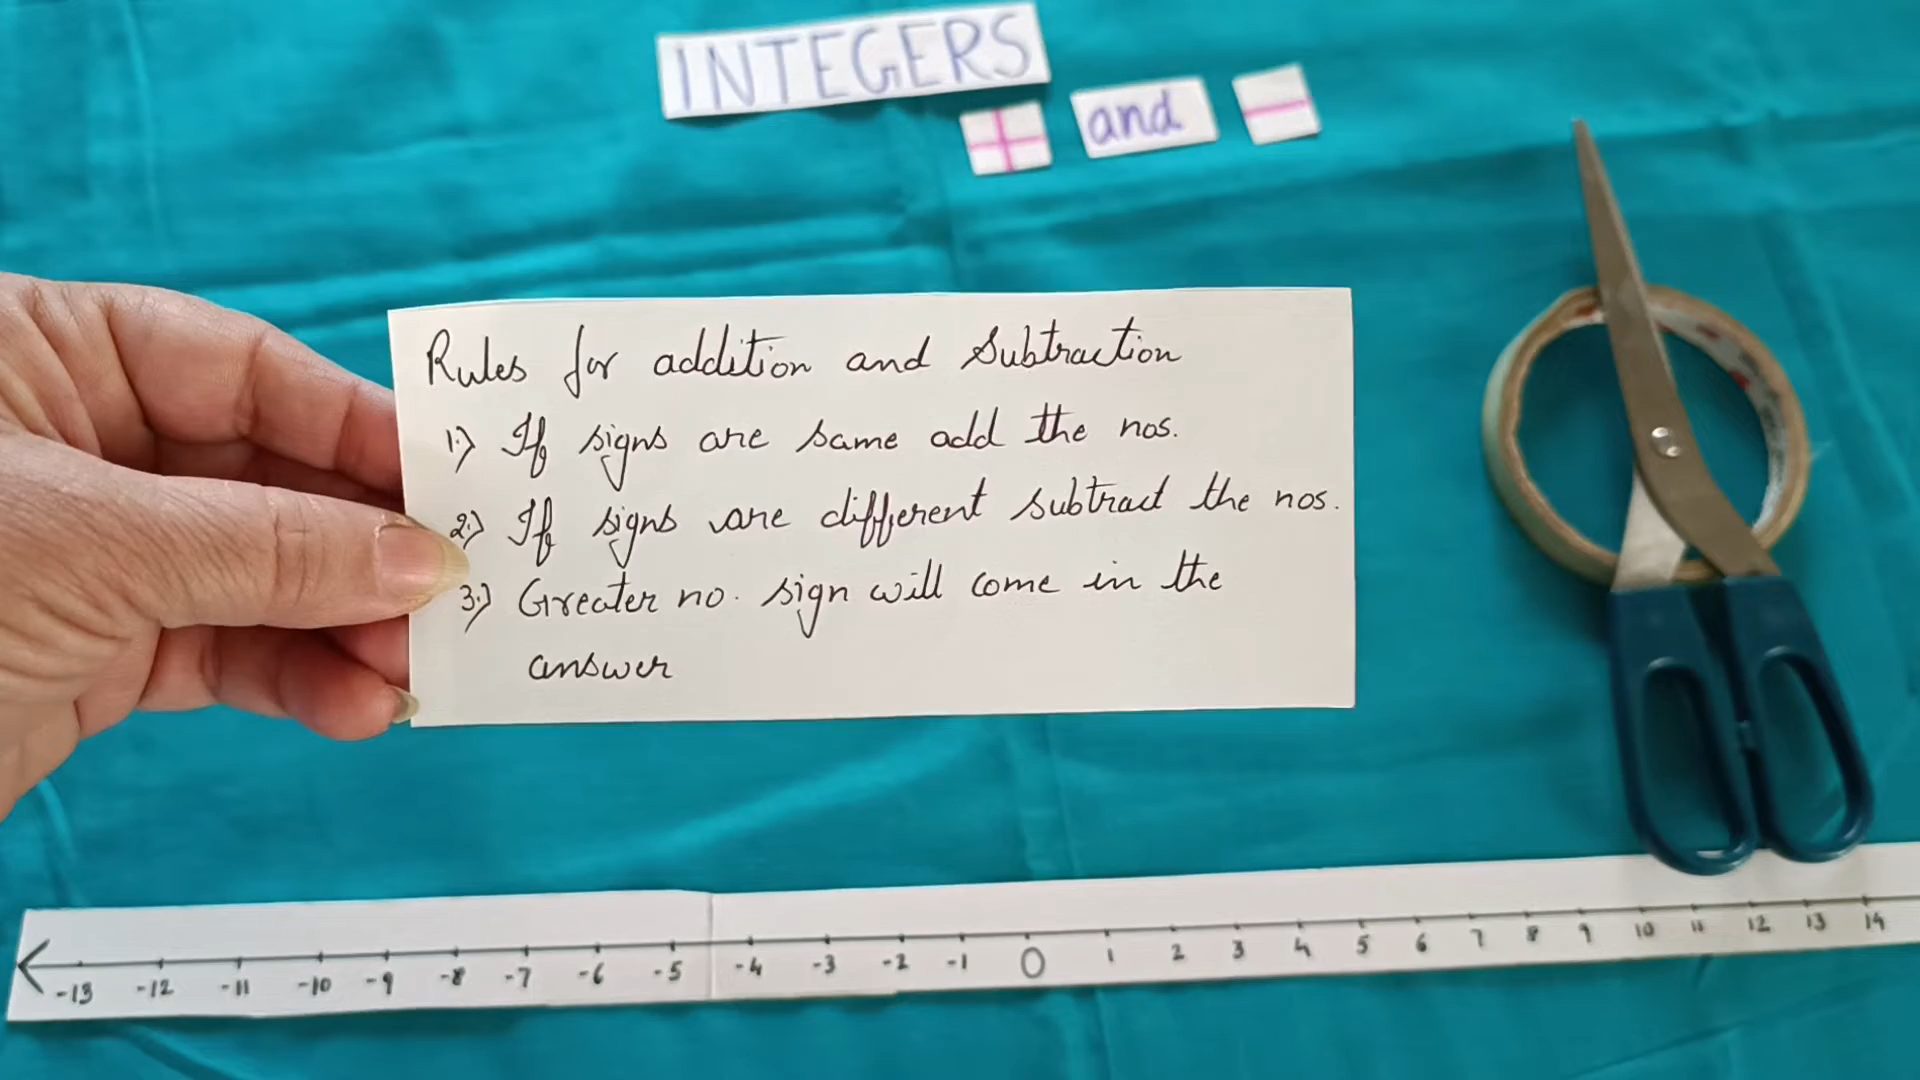 INTEGERS
+ and -
Rules for addition and Subtraction
1.) If signs are same add the nos.
2.) If signs are different subtract the nos.
3.) Greater no. sign will come in the
answer
-13 -12 -11 -10 -9 -8 -7 -6 -5 -4 -3 -2 -1 0 1 2 3 4 5 6 7 8 9 10 11 12 13 14